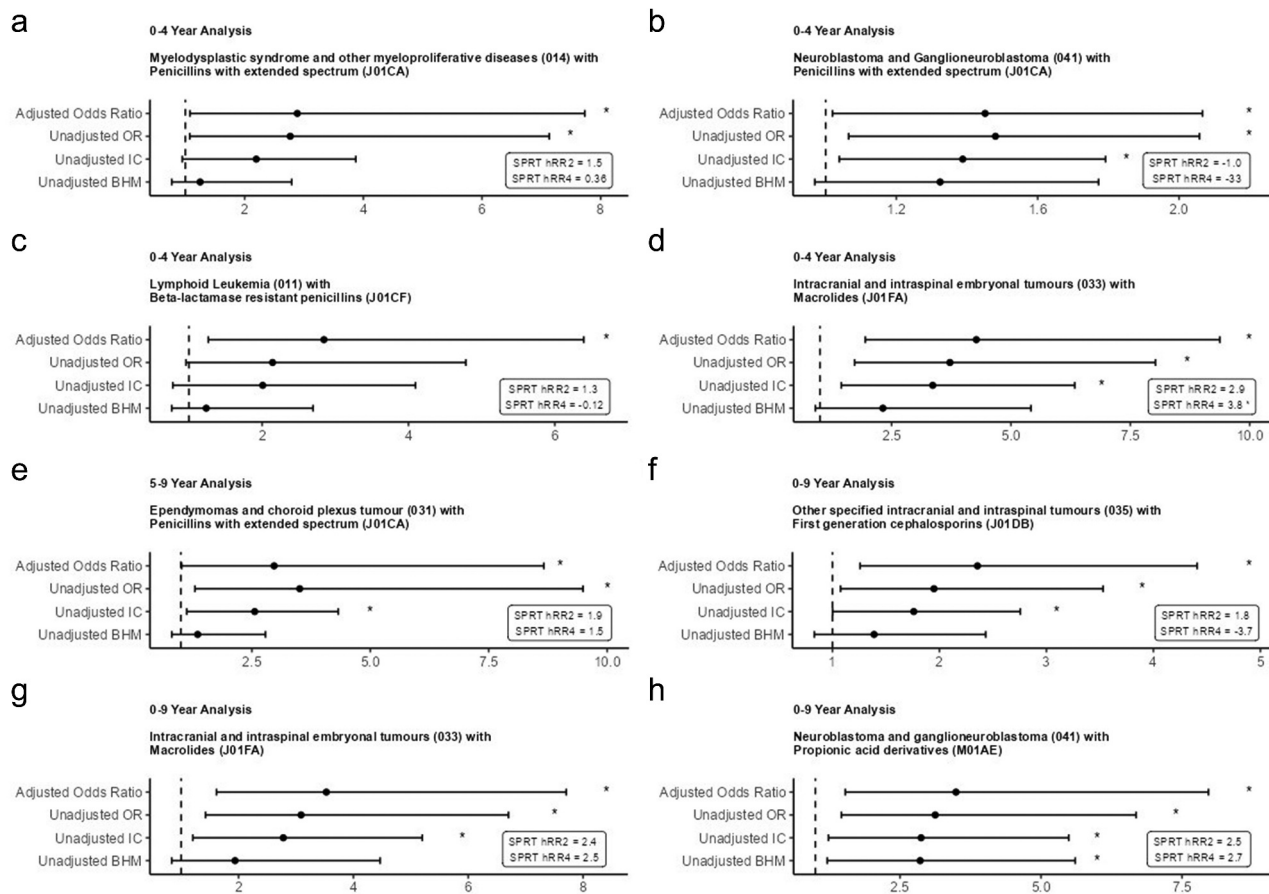 a
0-4 Year Analysis
Myelodysplastic syndrome and other myeloproliferative diseases (014) with
Penicillins with extended spectrum (J01CA)
Adjusted Odds Ratio *
Unadjusted OR *
Unadjusted IC
Unadjusted BHM
SPRT hRR2 = 1.5
SPRT hRR4 = 0.36
2 4 6 8
b
0-4 Year Analysis
Neuroblastoma and Ganglioneuroblastoma (041) with
Penicillins with extended spectrum (J01CA)
Adjusted Odds Ratio *
Unadjusted OR *
Unadjusted IC *
Unadjusted BHM
SPRT hRR2 = -1.0
SPRT hRR4 = -33
1.2 1.6 2.0
c
0-4 Year Analysis
Lymphoid Leukemia (011) with
Beta-lactamase resistant penicillins (J01CF)
Adjusted Odds Ratio *
Unadjusted OR
Unadjusted IC
Unadjusted BHM
SPRT hRR2 = 1.3
SPRT hRR4 = -0.12
2 4 6
d
0-4 Year Analysis
Intracranial and intraspinal embryonal tumours (033) with
Macrolides (J01FA)
Adjusted Odds Ratio *
Unadjusted OR *
Unadjusted IC *
Unadjusted BHM
SPRT hRR2 = 2.9
SPRT hRR4 = 3.8 *
2.5 5.0 7.5 10.0
e
5-9 Year Analysis
Ependymomas and choroid plexus tumour (031) with
Penicillins with extended spectrum (J01CA)
Adjusted Odds Ratio *
Unadjusted OR *
Unadjusted IC *
Unadjusted BHM
SPRT hRR2 = 1.9
SPRT hRR4 = 1.5
2.5 5.0 7.5 10.0
f
0-9 Year Analysis
Other specified intracranial and intraspinal tumours (035) with
First generation cephalosporins (J01DB)
Adjusted Odds Ratio *
Unadjusted OR *
Unadjusted IC *
Unadjusted BHM
SPRT hRR2 = 1.8
SPRT hRR4 = -3.7
1 2 3 4 5
g
0-9 Year Analysis
Intracranial and intraspinal embryonal tumours (033) with
Macrolides (J01FA)
Adjusted Odds Ratio *
Unadjusted OR *
Unadjusted IC *
Unadjusted BHM
SPRT hRR2 = 2.4
SPRT hRR4 = 2.5
2 4 6 8
h
0-9 Year Analysis
Neuroblastoma and ganglioneuroblastoma (041) with
Propionic acid derivatives (M01AE)
Adjusted Odds Ratio *
Unadjusted OR *
Unadjusted IC *
Unadjusted BHM *
SPRT hRR2 = 2.5
SPRT hRR4 = 2.7
2.5 5.0 7.5